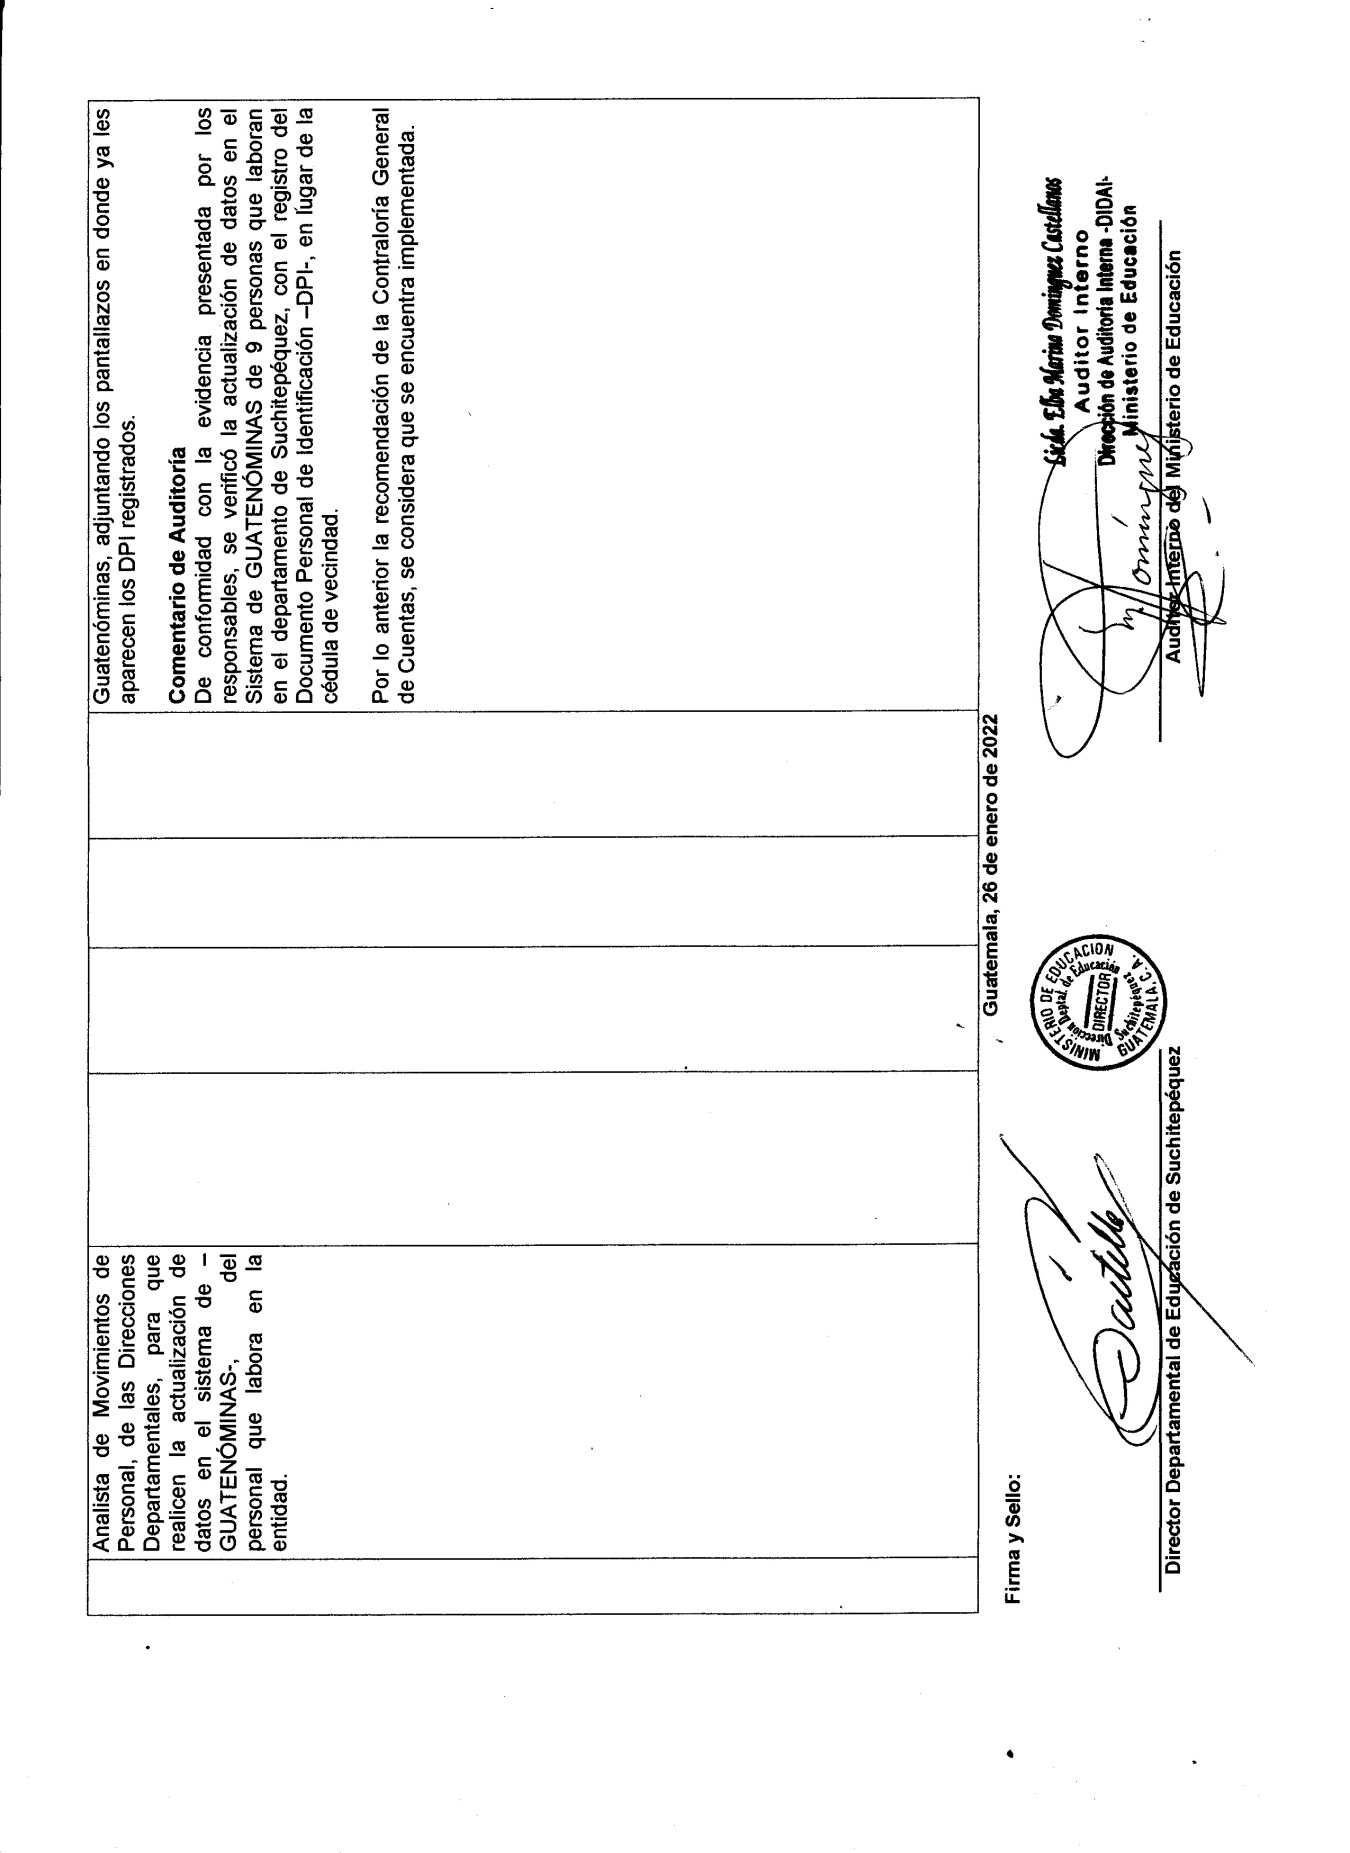 Analista de Movimientos de
Personal, de las Direcciones
Departamentales, para que
realicen la actualización de
datos en el sistema de –
GUATENÓMINAS-, del
personal que labora en la
entidad.
Guatenóminas, adjuntando los pantallazos en donde ya les
aparecen los DPI registrados.
Comentario de Auditoría
De conformidad con la evidencia presentada por los
responsables, se verificó la actualización de datos en el
Sistema de GUATENÓMINAS de 9 personas que laboran
en el departamento de Suchitepéquez, con el registro del
Documento Personal de Identificación –DPI-, en lugar de la
cédula de vecindad.
Por lo anterior la recomendación de la Contraloría General
de Cuentas, se considera que se encuentra implementada.
Guatemala, 26 de enero de 2022
Firma y Sello:
MINISTERIO DE EDUCACION
Direccion Deptal. de Educación
DIRECTOR
Suchitepéquez
GUATEMALA, C. A.
Director Departamental de Educación de Suchitepéquez
Licda. Elba Marina Domínguez Castellanos
Auditor Interno
Dirección de Auditoria Interna -DIDAI-
Ministerio de Educación
Domínguez
Auditor Interno del Ministerio de Educación